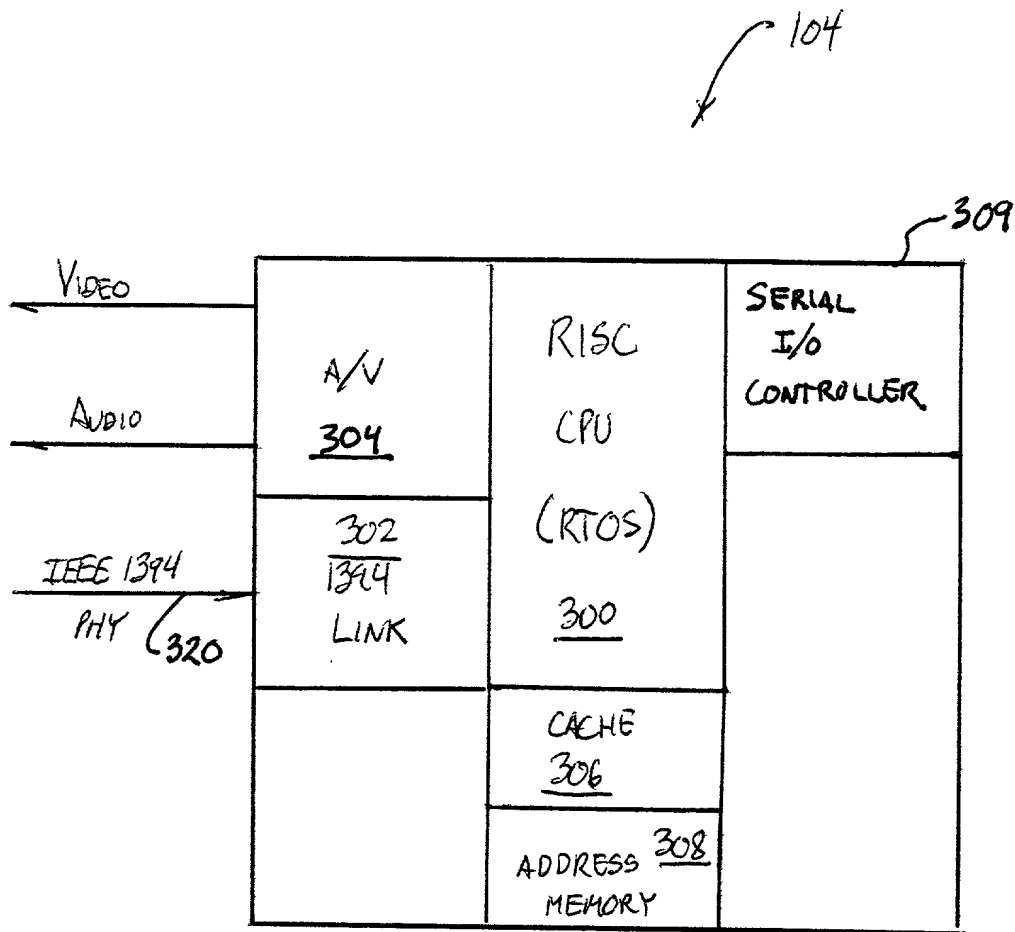 104
309
VIDEO
AUDIO
IEEE 1394
PHY
320
A/V
304
302
1394
LINK
RISC
CPU
(RTOS)
300
CACHE
306
ADDRESS 308
MEMORY
SERIAL
I/O
CONTROLLER